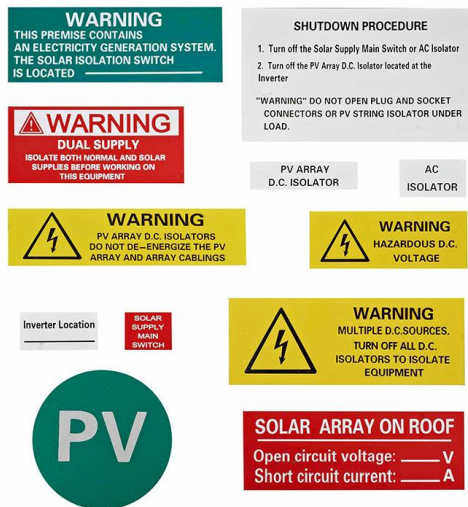 WARNING
THIS PREMISE CONTAINS
AN ELECTRICITY GENERATION SYSTEM.
THE SOLAR ISOLATION SWITCH
IS LOCATED
SHUTDOWN PROCEDURE
1. Turn off the Solar Supply Main Switch or AC Isolator
2. Turn off the PV Array D.C. Isolator located at the
Inverter
"WARNING" DO NOT OPEN PLUG AND SOCKET
CONNECTORS OR PV STRING ISOLATOR UNDER
LOAD.
WARNING
DUAL SUPPLY
ISOLATE BOTH NORMAL AND SOLAR
SUPPLIES BEFORE WORKING ON
THIS EQUIPMENT
PV ARRAY
D.C. ISOLATOR
AC
ISOLATOR
WARNING
PV ARRAY D.C. ISOLATORS
DO NOT DE-ENERGIZE THE PV
ARRAY AND ARRAY CABLINGS
WARNING
HAZARDOUS D.C.
VOLTAGE
Inverter Location
SOLAR
SUPPLY
MAIN
SWITCH
WARNING
MULTIPLE D.C.SOURCES.
TURN OFF ALL D.C.
ISOLATORS TO ISOLATE
EQUIPMENT
PV
SOLAR ARRAY ON ROOF
Open circuit voltage: ____ V
Short circuit current: ____ A